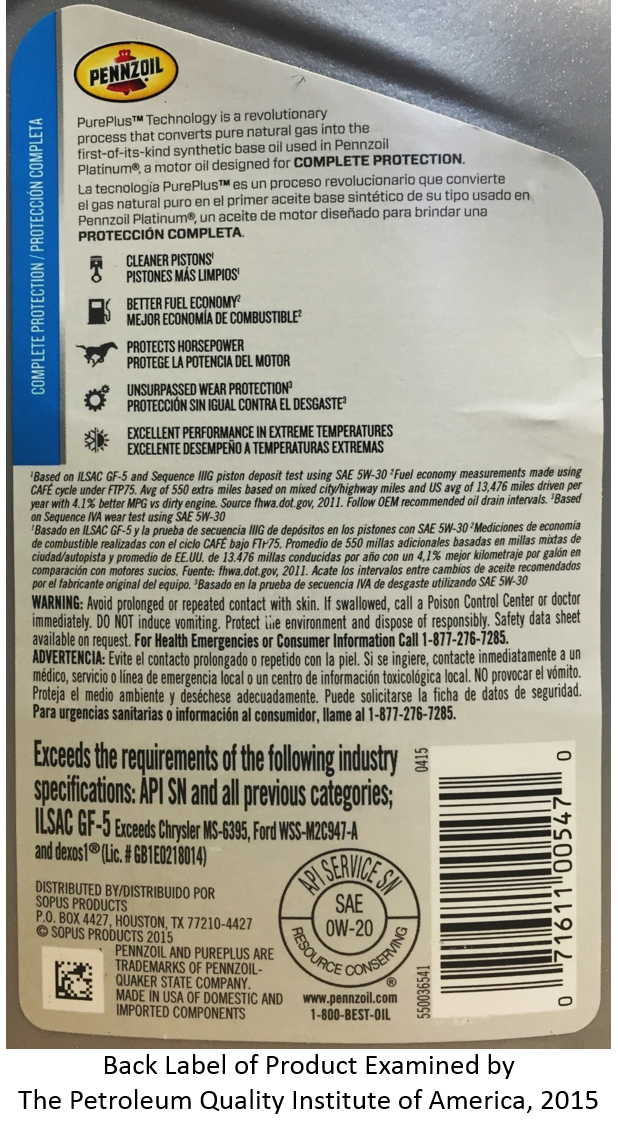 COMPLETE PROTECTION / PROTECCIÓN COMPLETA
PENNZOIL
PurePlus™ Technology is a revolutionary
process that converts pure natural gas into the
first-of-its-kind synthetic base oil used in Pennzoil
Platinum®, a motor oil designed for COMPLETE PROTECTION.
La tecnología PurePlus™ es un proceso revolucionario que convierte
el gas natural puro en el primer aceite base sintético de su tipo usado en
Pennzoil Platinum®, un aceite de motor diseñado para brindar una
PROTECCIÓN COMPLETA.
CLEANER PISTONS¹
PISTONES MÁS LIMPIOS¹
BETTER FUEL ECONOMY²
MEJOR ECONOMÍA DE COMBUSTIBLE²
PROTECTS HORSEPOWER
PROTEGE LA POTENCIA DEL MOTOR
UNSURPASSED WEAR PROTECTION³
PROTECCIÓN SIN IGUAL CONTRA EL DESGASTE³
EXCELLENT PERFORMANCE IN EXTREME TEMPERATURES
EXCELENTE DESEMPEÑO A TEMPERATURAS EXTREMAS
¹Based on ILSAC GF-5 and Sequence IIIG piston deposit test using SAE 5W-30 ²Fuel economy measurements made using
CAFÉ cycle under FTP75. Avg of 550 extra miles based on mixed city/highway miles and US avg of 13,476 miles driven per
year with 4.1% better MPG vs dirty engine. Source fhwa.dot.gov, 2011. Follow OEM recommended oil drain intervals. ³Based
on Sequence IVA wear test using SAE 5W-30
¹Basado en ILSAC GF-5 y la prueba de secuencia IIIG de depósitos en los pistones con SAE 5W-30 ²Mediciones de economía
de combustible realizadas con el ciclo CAFÉ bajo FTP75. Promedio de 550 millas adicionales basadas en millas mixtas de
ciudad/autopista y promedio de EE.UU. de 13.476 millas conducidas por año con un 4,1% mejor kilometraje por galón en
comparación con motores sucios. Fuente: fhwa.dot.gov, 2011. Acate los intervalos entre cambios de aceite recomendados
por el fabricante original del equipo. ³Basado en la prueba de secuencia IVA de desgaste utilizando SAE 5W-30
WARNING: Avoid prolonged or repeated contact with skin. If swallowed, call a Poison Control Center or doctor
immediately. DO NOT induce vomiting. Protect the environment and dispose of responsibly. Safety data sheet
available on request. For Health Emergencies or Consumer Information Call 1-877-276-7285.
ADVERTENCIA: Evite el contacto prolongado o repetido con la piel. Si se ingiere, contacte inmediatamente a un
médico, servicio o línea de emergencia local o un centro de información toxicológica local. NO provocar el vómito.
Proteja el medio ambiente y deséchese adecuadamente. Puede solicitarse la ficha de datos de seguridad.
Para urgencias sanitarias o información al consumidor, llame al 1-877-276-7285.
Exceeds the requirements of the following industry
specifications: API SN and all previous categories;
ILSAC GF-5 Exceeds Chrysler MS-6395, Ford WSS-M2C947-A
and dexos1® (Lic. # GB1E0218014)
0415
0 71611 00547 0
550036541
API SERVICE SN
SAE
0W-20
RESOURCE CONSERVING
®
DISTRIBUTED BY/DISTRIBUIDO POR
SOPUS PRODUCTS
P.O. BOX 4427, HOUSTON, TX 77210-4427
© SOPUS PRODUCTS 2015
PENNZOIL AND PUREPLUS ARE
TRADEMARKS OF PENNZOIL-
QUAKER STATE COMPANY.
MADE IN USA OF DOMESTIC AND
IMPORTED COMPONENTS
www.pennzoil.com
1-800-BEST-OIL
Back Label of Product Examined by
The Petroleum Quality Institute of America, 2015